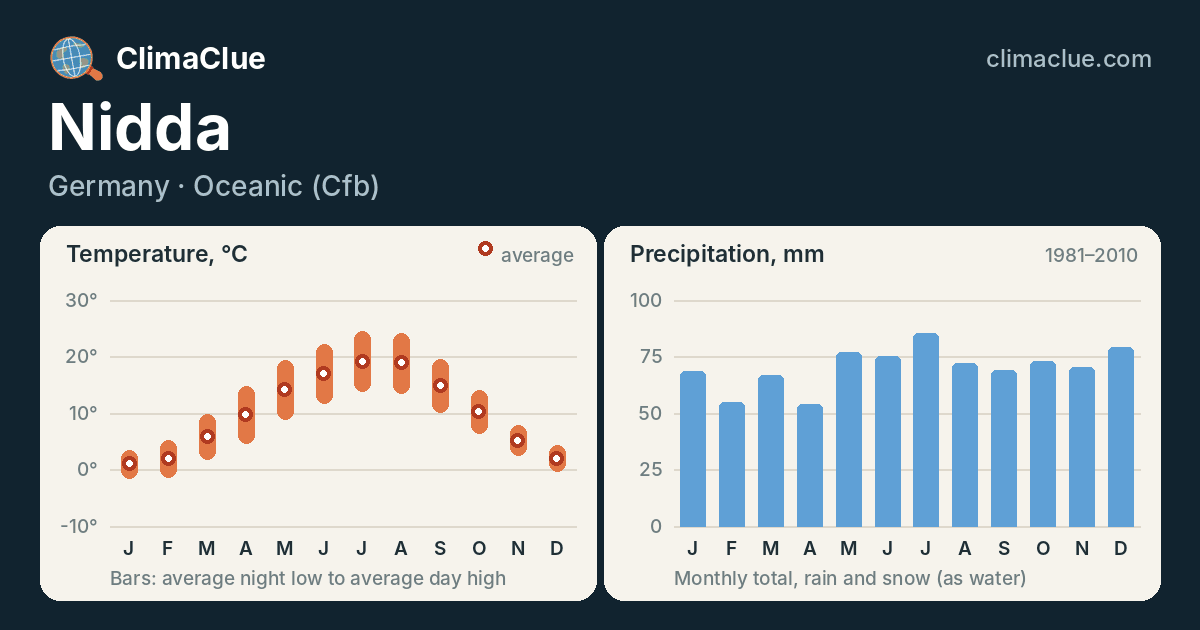 ClimaClue
climaclue.com
Nidda
Germany · Oceanic (Cfb)
Temperature, °C
average
30°
20°
10°
0°
-10°
J F M A M J J A S O N D
Bars: average night low to average day high
Precipitation, mm
1981–2010
100
75
50
25
0
J F M A M J J A S O N D
Monthly total, rain and snow (as water)